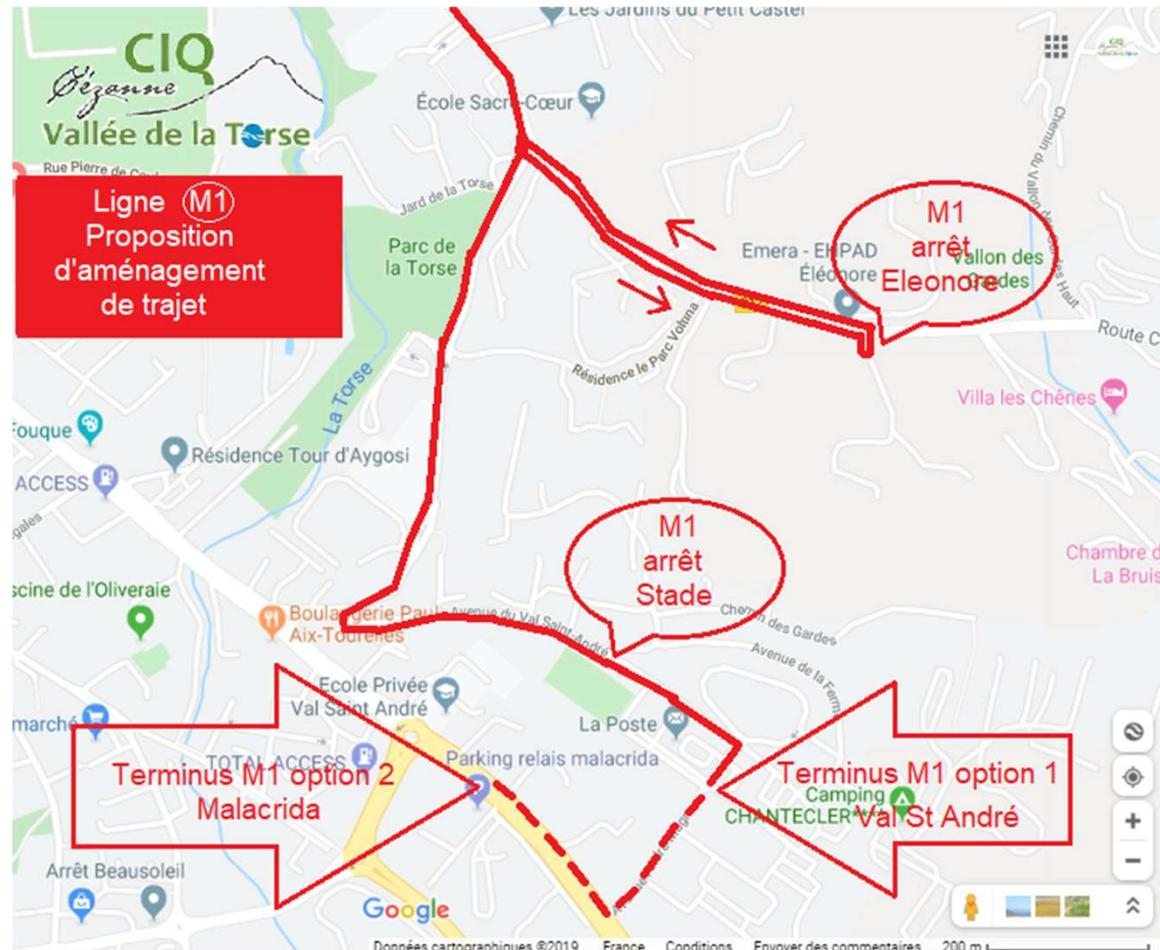 Les Jardins du Petit Castel
CIQ
Cézanne
Vallée de la Torse
Rue Pierre de
École Sacré-Cœur
Jard de la Torse
Ligne M1
Proposition
d'aménagement
de trajet
Parc de
la Torse
Emera - EHPAD
Éléonore
M1
arrêt
Eleonore
Vallon des
Gardes
Chemin du Vallon des Gardes Haut
Route C
Résidence le Parc Voluna
Villa les Chênes
La Torse
Fouque
Résidence Tour d'Aygosi
ACCESS
gales
M1
arrêt
Stade
Chambre d
La Bruis
scine de l'Oliveraie
Boulangerie Paul
Aix-Tourelles
Avenue du Val Saint-André
Chemin des Gardes
Avenue de la Ferm
Ecole Privée
Val Saint André
La Poste
marché
TOTAL ACCESS
Parking relais malacrida
Terminus M1 option 2
Malacrida
Terminus M1 option 1
Val St André
Camping
CHANTECLER
Arrêt Beausoleil
Google
Données cartographiques ©2019 France Conditions Envoyer des commentaires 200 m